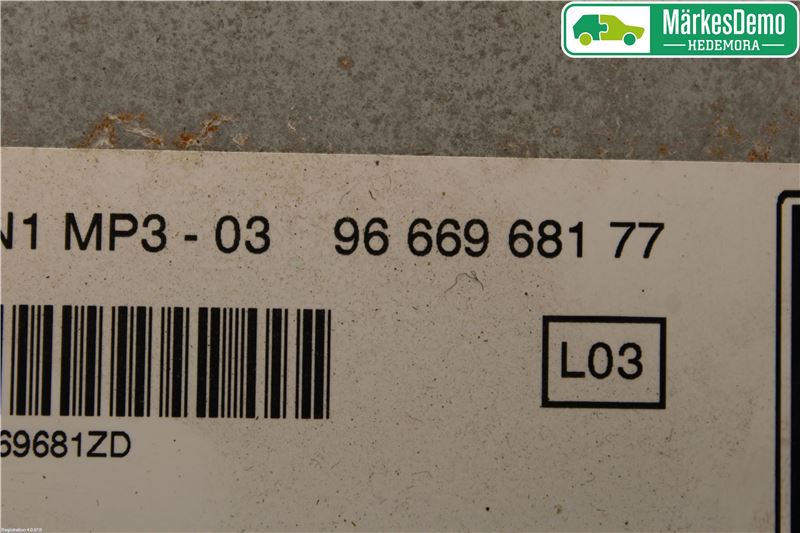 MärkesDemo
HEDEMORA
N1 MP3 - 03 96 669 681 77
L03
69681ZD